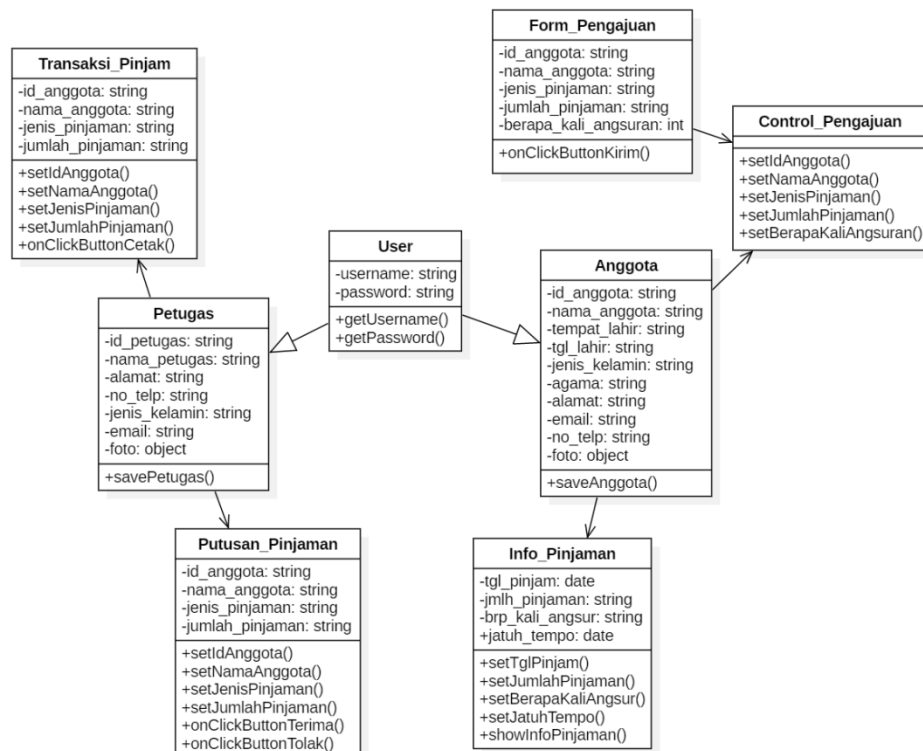 Transaksi_Pinjam
-id_anggota: string
-nama_anggota: string
-jenis_pinjaman: string
-jumlah_pinjaman: string
+setIdAnggota()
+setNamaAnggota()
+setJenisPinjaman()
+setJumlahPinjaman()
+onClickButtonCetak()
Form_Pengajuan
-id_anggota: string
-nama_anggota: string
-jenis_pinjaman: string
-jumlah_pinjaman: string
-berapa_kali_angsuran: int
+onClickButtonKirim()
Control_Pengajuan
+setIdAnggota()
+setNamaAnggota()
+setJenisPinjaman()
+setJumlahPinjaman()
+setBerapaKaliAngsuran()
User
-username: string
-password: string
+getUsername()
+getPassword()
Petugas
-id_petugas: string
-nama_petugas: string
-alamat: string
-no_telp: string
-jenis_kelamin: string
-email: string
-foto: object
+savePetugas()
Anggota
-id_anggota: string
-nama_anggota: string
-tempat_lahir: string
-tgl_lahir: string
-jenis_kelamin: string
-agama: string
-alamat: string
-email: string
-no_telp: string
-foto: object
+saveAnggota()
Putusan_Pinjaman
-id_anggota: string
-nama_anggota: string
-jenis_pinjaman: string
-jumlah_pinjaman: string
+setIdAnggota()
+setNamaAnggota()
+setJenisPinjaman()
+setJumlahPinjaman()
+onClickButtonTerima()
+onClickButtonTolak()
Info_Pinjaman
-tgl_pinjam: date
-jmlh_pinjaman: string
-brp_kali_angsur: string
+jatuh_tempo: date
+setTglPinjam()
+setJumlahPinjaman()
+setBerapaKaliAngsur()
+setJatuhTempo()
+showInfoPinjaman()